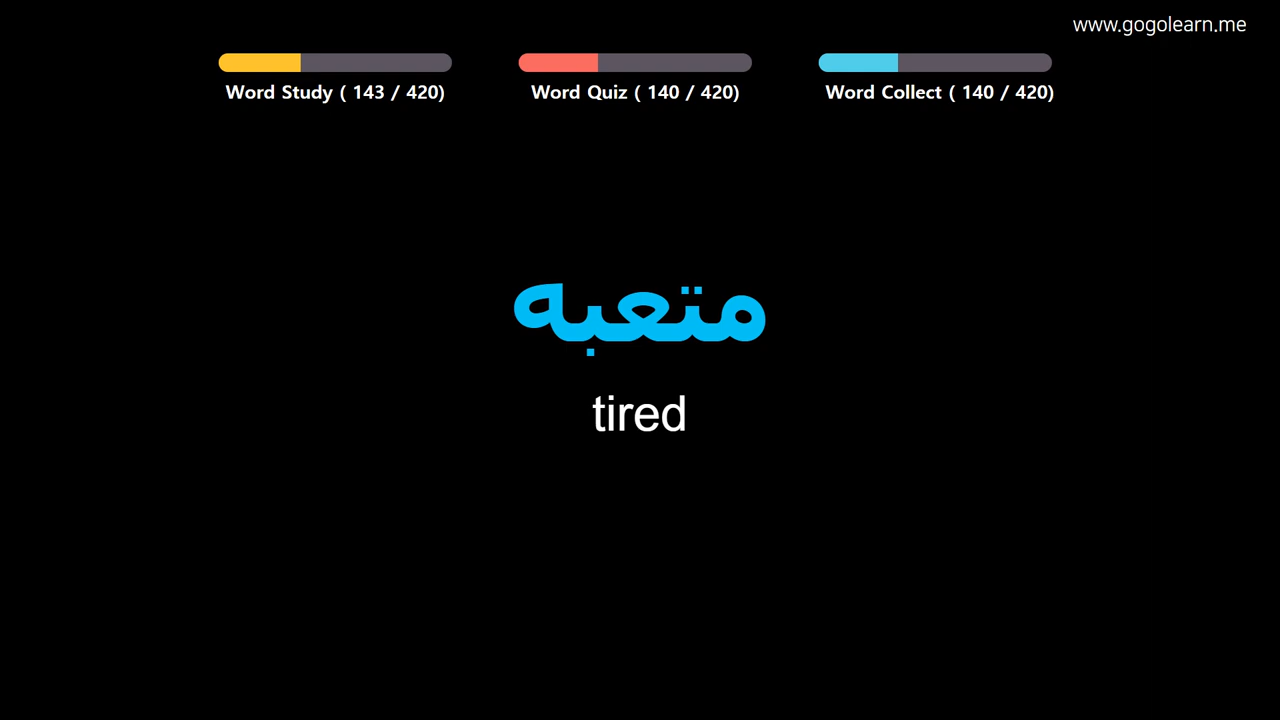 www.gogolearn.me
Word Study ( 143 / 420)
Word Quiz ( 140 / 420)
Word Collect ( 140 / 420)
متعبه
tired